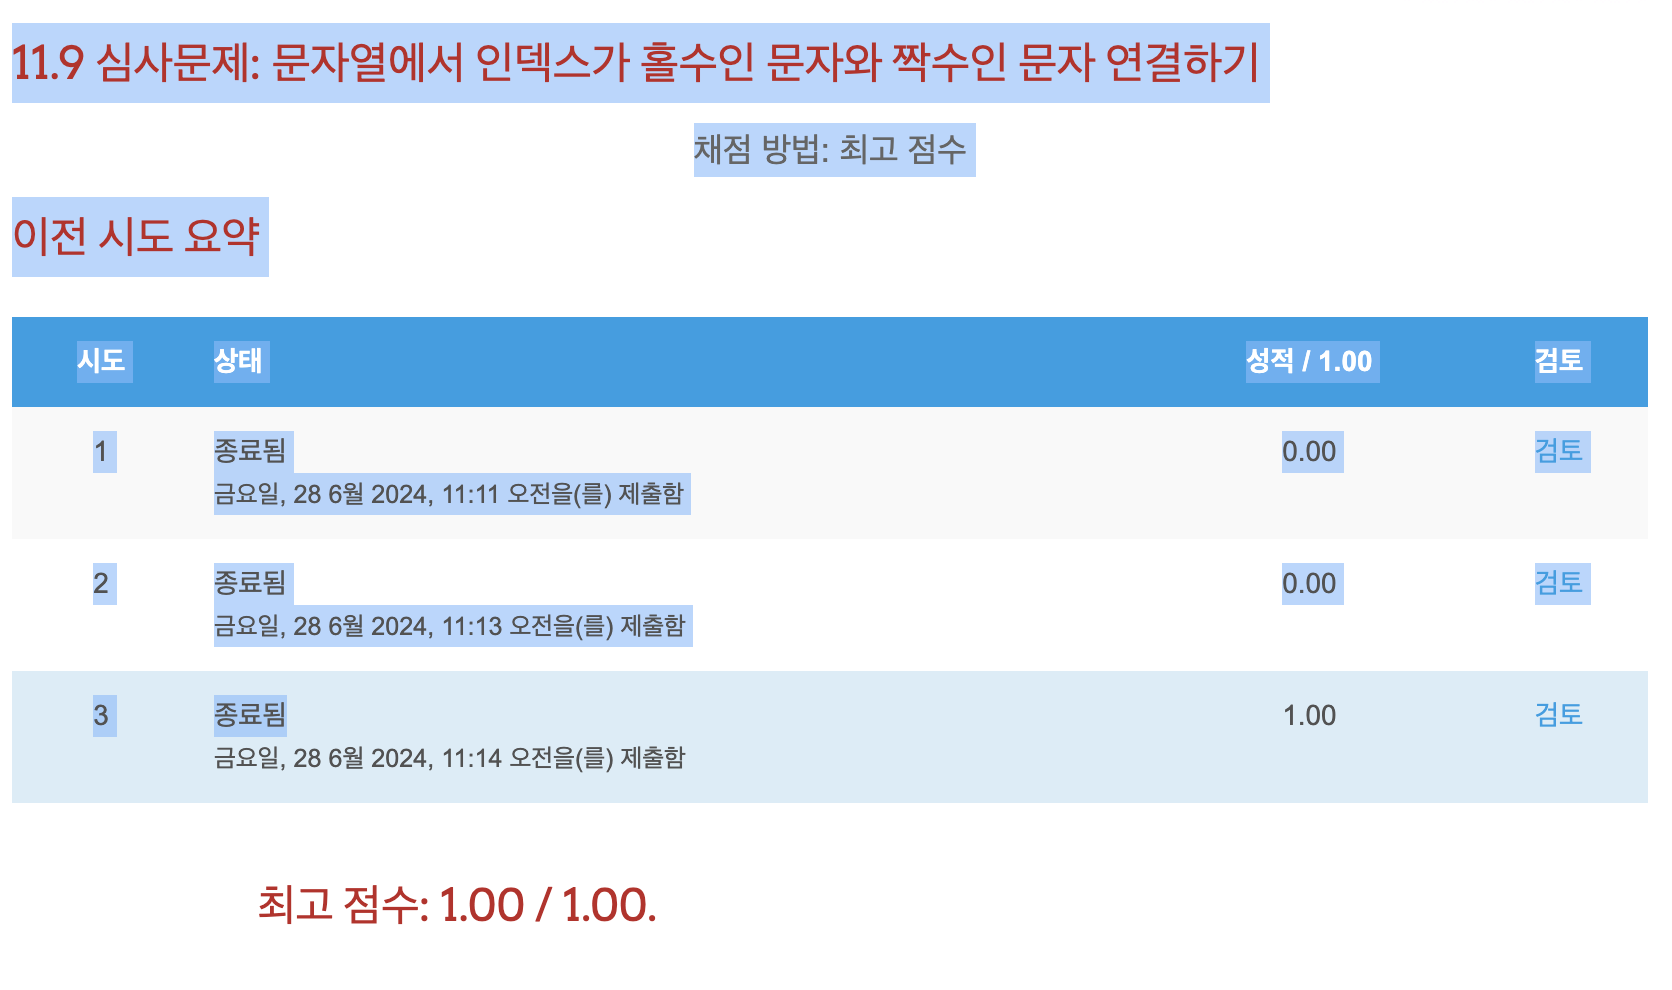 11.9 심사문제: 문자열에서 인덱스가 홀수인 문자와 짝수인 문자 연결하기
채점 방법: 최고 점수
이전 시도 요약
시도 상태 성적 / 1.00 검토
1 종료됨 0.00 검토
금요일, 28 6월 2024, 11:11 오전을(를) 제출함
2 종료됨 0.00 검토
금요일, 28 6월 2024, 11:13 오전을(를) 제출함
3 종료됨 1.00 검토
금요일, 28 6월 2024, 11:14 오전을(를) 제출함
최고 점수: 1.00 / 1.00.